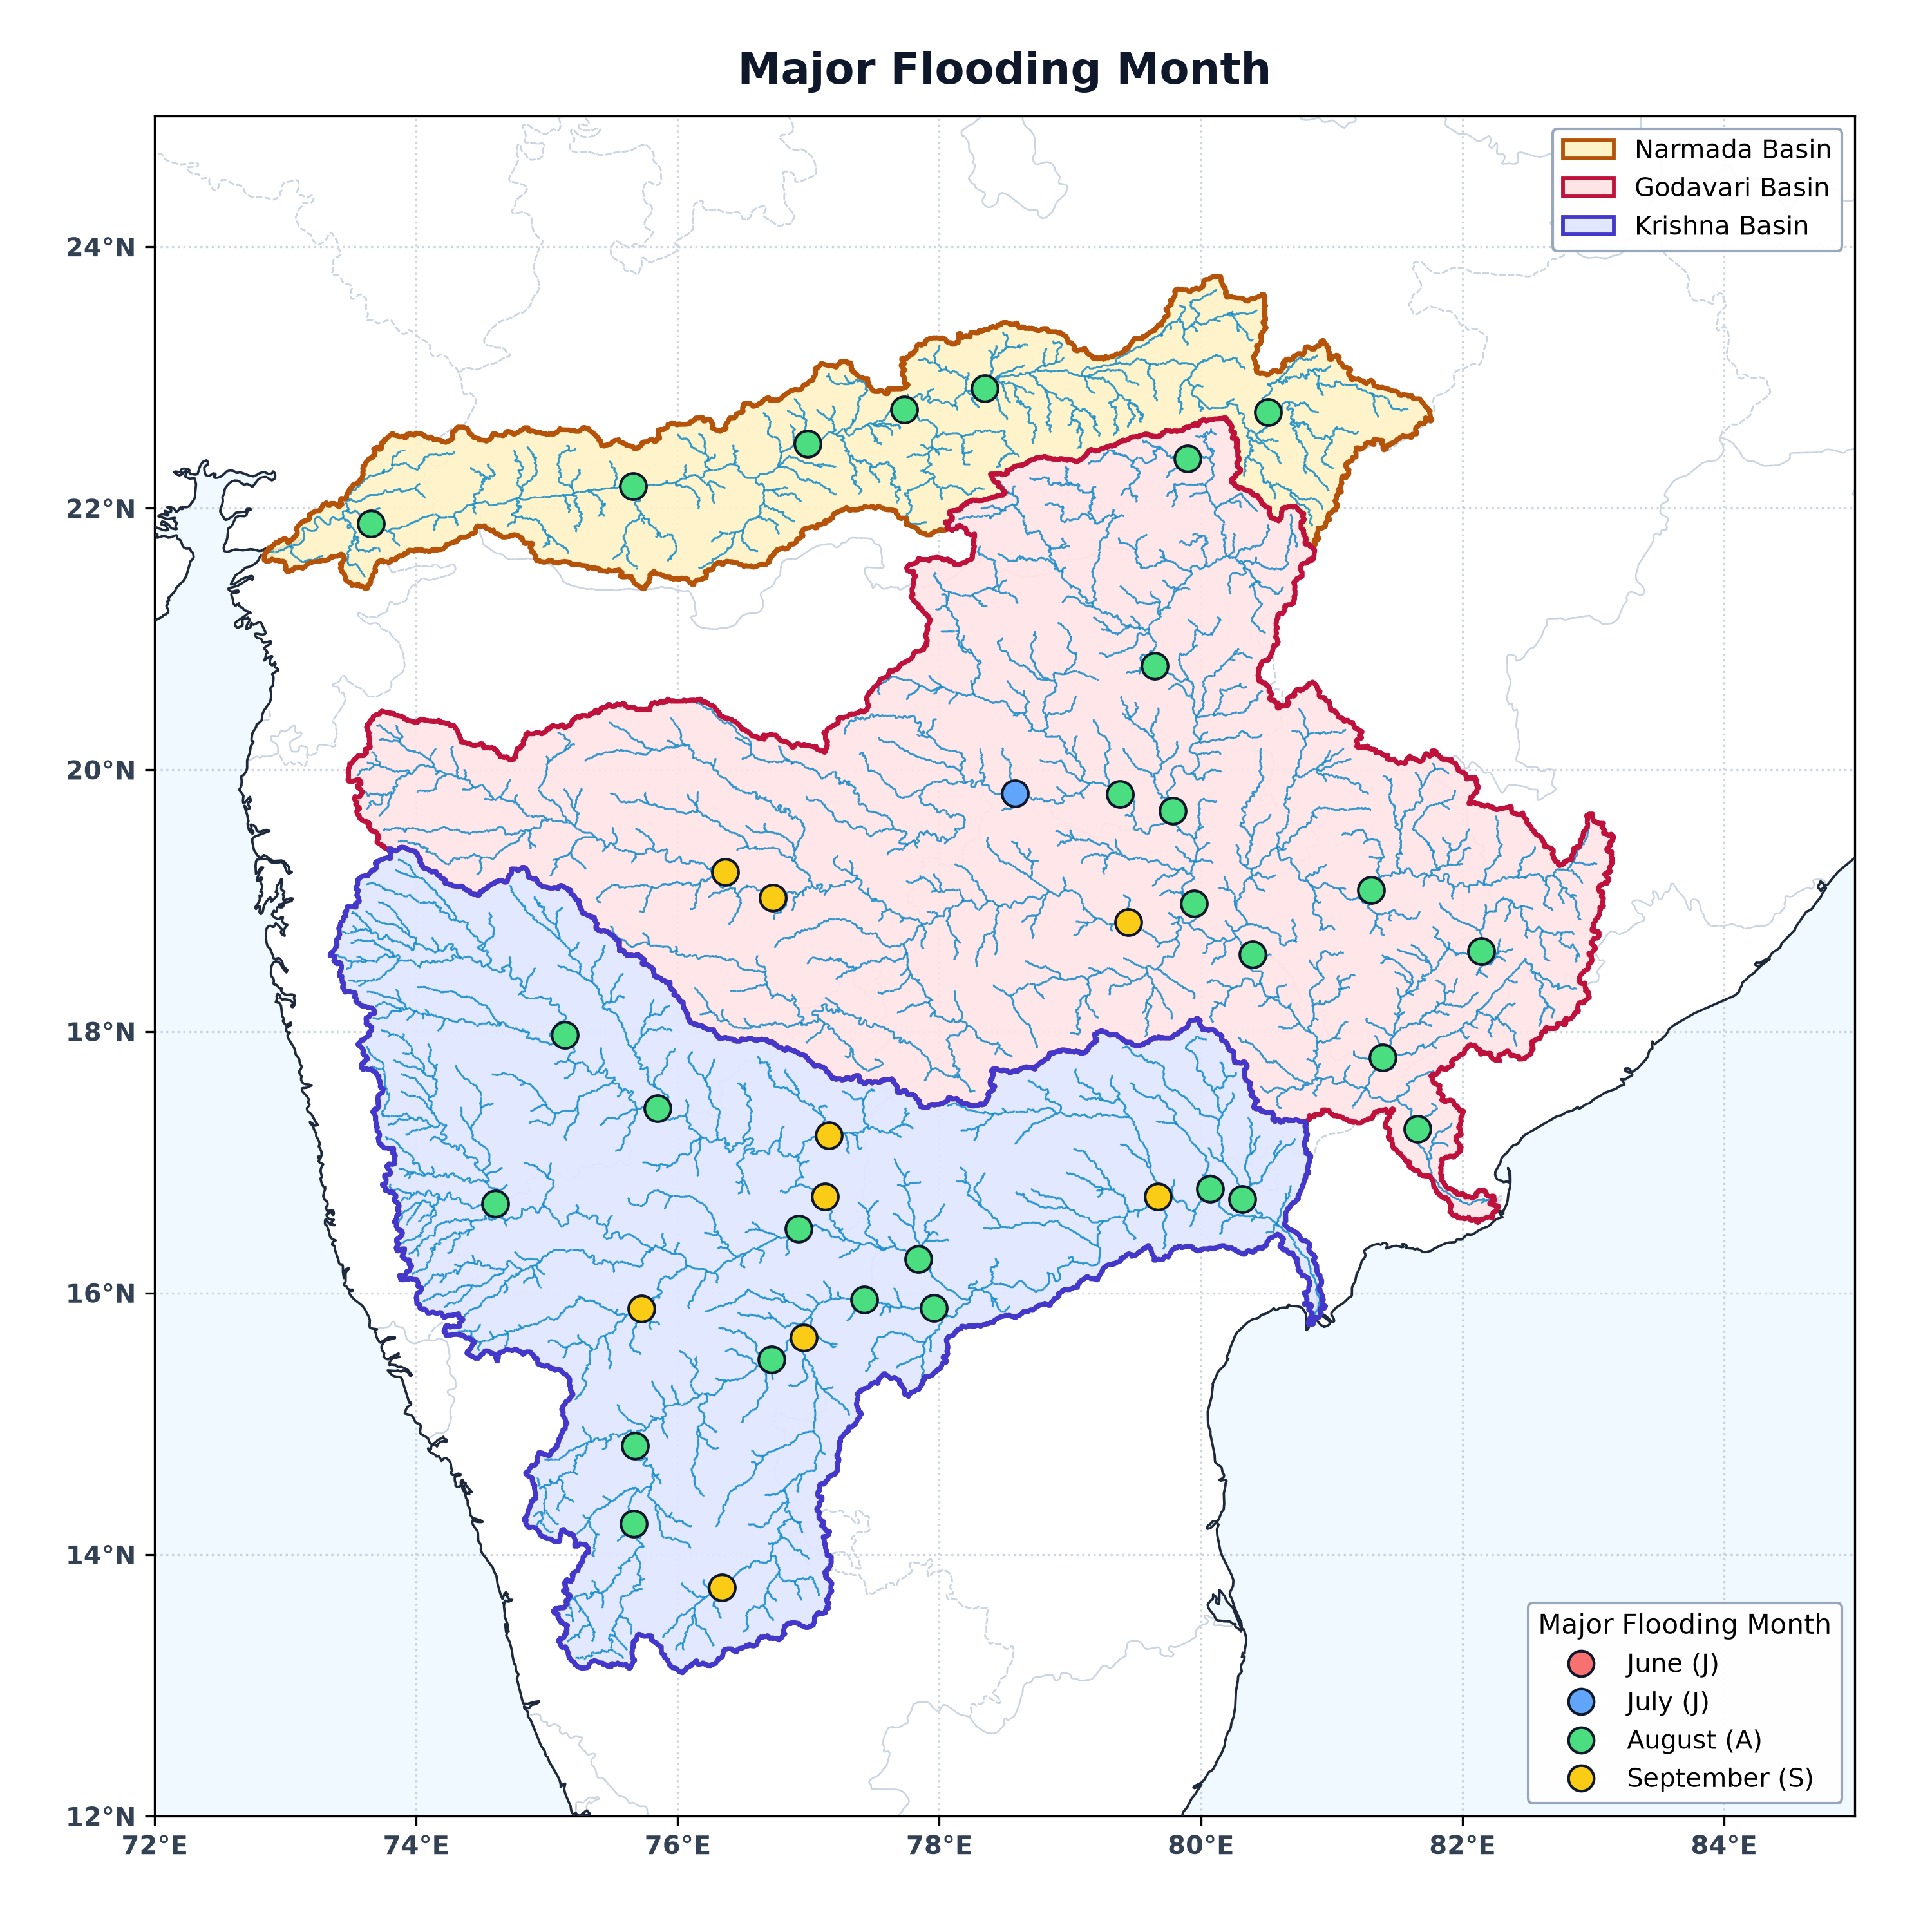 Major Flooding Month
Narmada Basin
Godavari Basin
Krishna Basin
24°N
22°N
20°N
18°N
16°N
14°N
12°N
Major Flooding Month
June (J)
July (J)
August (A)
September (S)
72°E
74°E
76°E
78°E
80°E
82°E
84°E